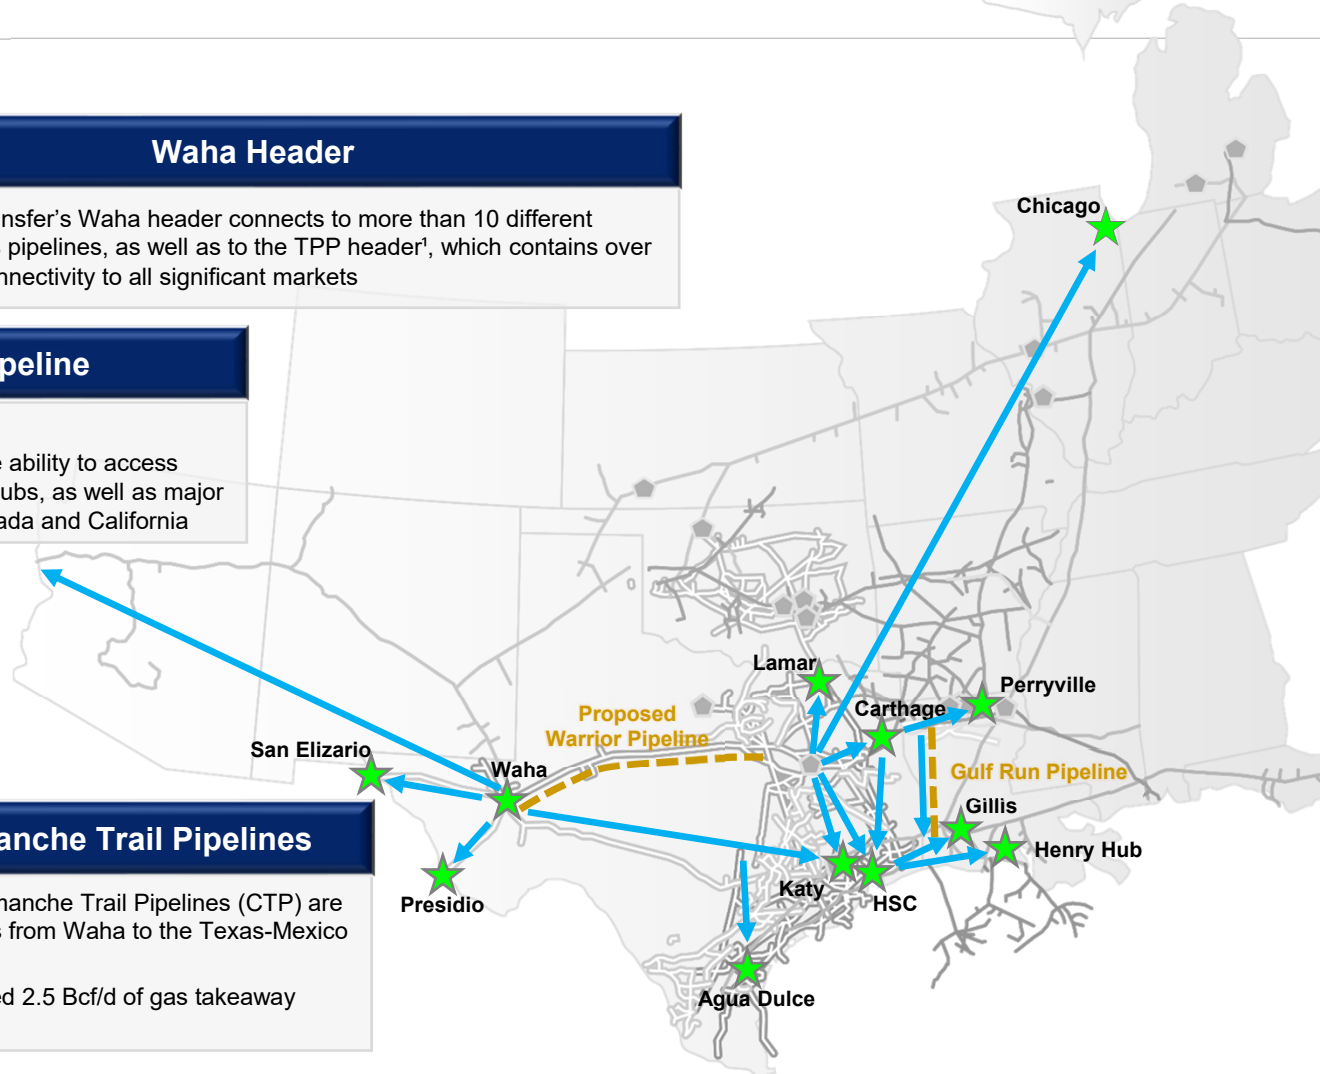 Waha Header
nsfer’s Waha header connects to more than 10 different
pipelines, as well as to the TPP header¹, which contains over
nnectivity to all significant markets
peline
ability to access
ubs, as well as major
ada and California
anche Trail Pipelines
manche Trail Pipelines (CTP) are
from Waha to the Texas-Mexico
ed 2.5 Bcf/d of gas takeaway
Chicago
Lamar
Perryville
Carthage
Proposed
Warrior Pipeline
San Elizario
Waha
Gulf Run Pipeline
Gillis
Henry Hub
Katy
HSC
Presidio
Agua Dulce